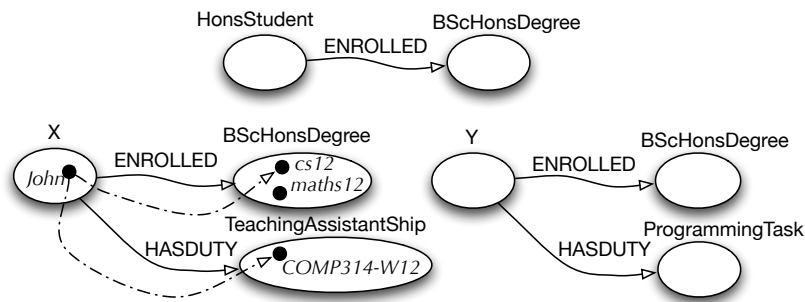 HonsStudent
BScHonsDegree
ENROLLED
X
BScHonsDegree
ENROLLED
John
cs12
maths12
TeachingAssistantShip
HASDUTY
COMP314-W12
Y
BScHonsDegree
ENROLLED
ProgrammingTask
HASDUTY